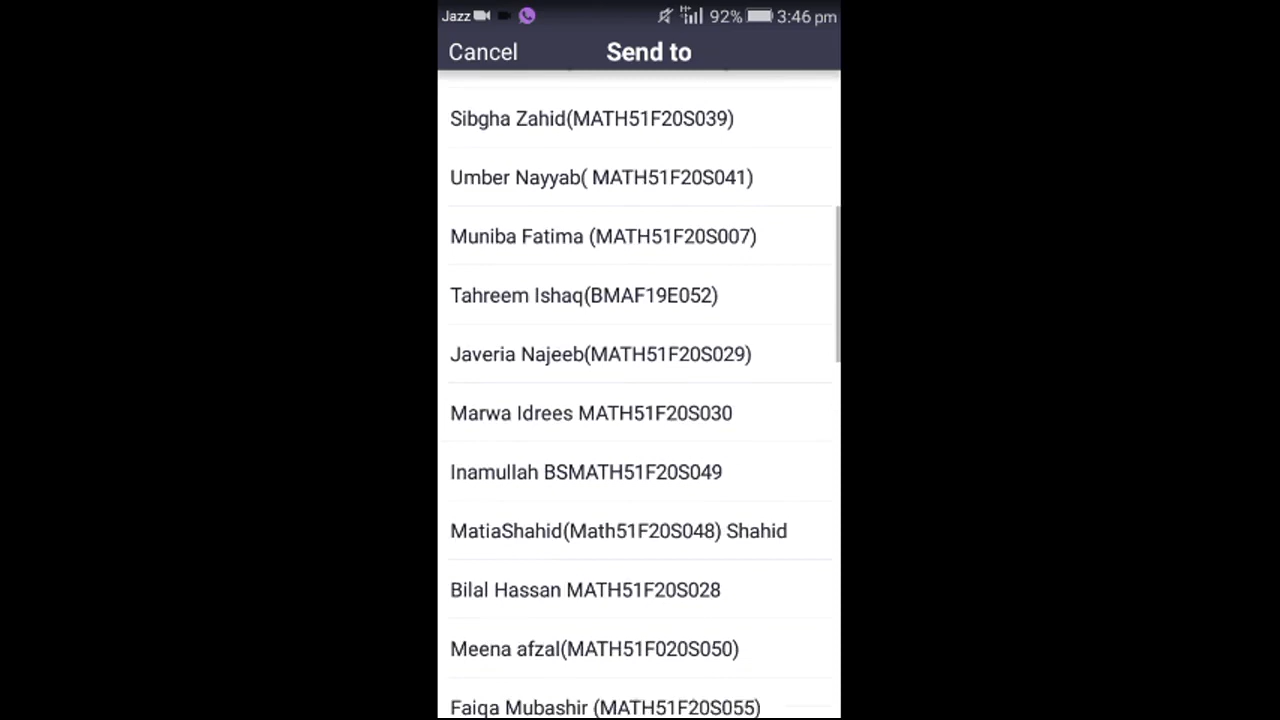 Jazz 92% 3:46 pm
Cancel Send to
Sibgha Zahid(MATH51F20S039)
Umber Nayyab( MATH51F20S041)
Muniba Fatima (MATH51F20S007)
Tahreem Ishaq(BMAF19E052)
Javeria Najeeb(MATH51F20S029)
Marwa Idrees MATH51F20S030
Inamullah BSMATH51F20S049
MatiaShahid(Math51F20S048) Shahid
Bilal Hassan MATH51F20S028
Meena afzal(MATH51F020S050)
Faiqa Mubashir (MATH51F20S055)